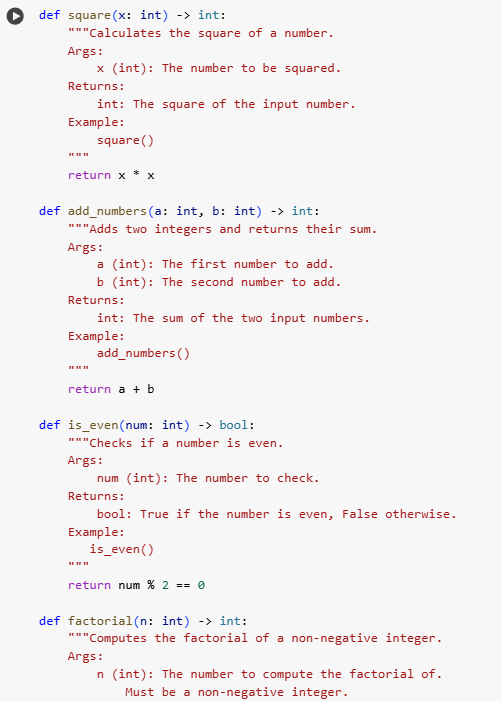 def square(x: int) -> int:
    """Calculates the square of a number.
    Args:
        x (int): The number to be squared.
    Returns:
        int: The square of the input number.
    Example:
        square()
    """
    return x * x

def add_numbers(a: int, b: int) -> int:
    """Adds two integers and returns their sum.
    Args:
        a (int): The first number to add.
        b (int): The second number to add.
    Returns:
        int: The sum of the two input numbers.
    Example:
        add_numbers()
    """
    return a + b

def is_even(num: int) -> bool:
    """Checks if a number is even.
    Args:
        num (int): The number to check.
    Returns:
        bool: True if the number is even, False otherwise.
    Example:
       is_even()
    """
    return num % 2 == 0

def factorial(n: int) -> int:
    """Computes the factorial of a non-negative integer.
    Args:
        n (int): The number to compute the factorial of.
            Must be a non-negative integer.